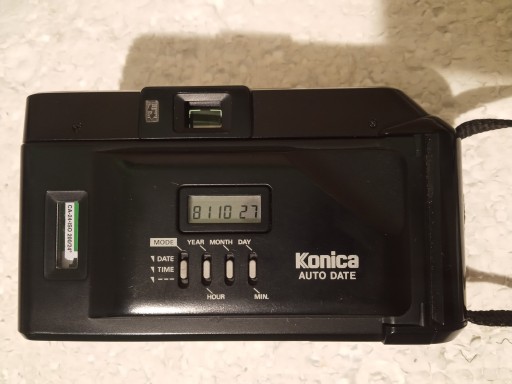 81 10 27
MODE YEAR MONTH DAY
DATE
TIME
---
HOUR MIN.
Konica
AUTO DATE